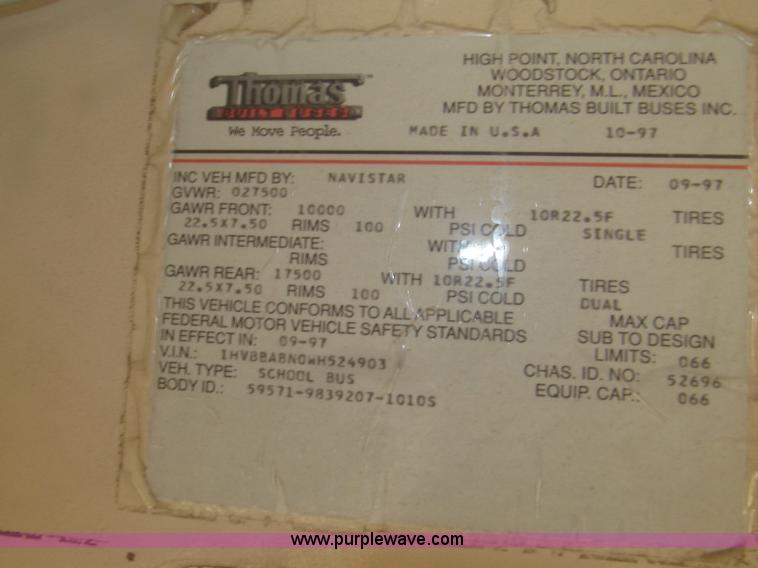 Thomas
BUILT BUSES
We Move People.
HIGH POINT, NORTH CAROLINA
WOODSTOCK, ONTARIO
MONTERREY, M.L., MEXICO
MFD BY THOMAS BUILT BUSES INC.
MADE IN U.S.A 10-97
INC VEH MFD BY: NAVISTAR DATE: 09-97
GVWR: 027500
GAWR FRONT: 10000 WITH 10R22.5F TIRES
22.5X7.50 RIMS 100 PSI COLD SINGLE
GAWR INTERMEDIATE: WITH TIRES
RIMS PSI COLD
GAWR REAR: 17500 WITH 10R22.5F TIRES
22.5X7.50 RIMS 100 PSI COLD DUAL
THIS VEHICLE CONFORMS TO ALL APPLICABLE MAX CAP
FEDERAL MOTOR VEHICLE SAFETY STANDARDS SUB TO DESIGN
IN EFFECT IN: 09-97 LIMITS: 066
V.I.N.: 1HVBBABN0WH524903 CHAS. ID. NO: 52696
VEH. TYPE: SCHOOL BUS EQUIP. CAP.: 066
BODY ID.: 59571-9839207-1010S
www.purplewave.com